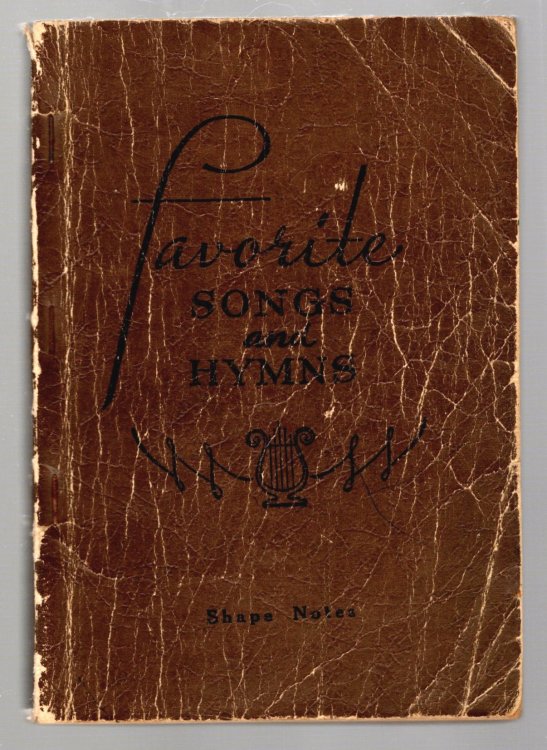 Favorite
SONGS
and
HYMNS
Shape Notes